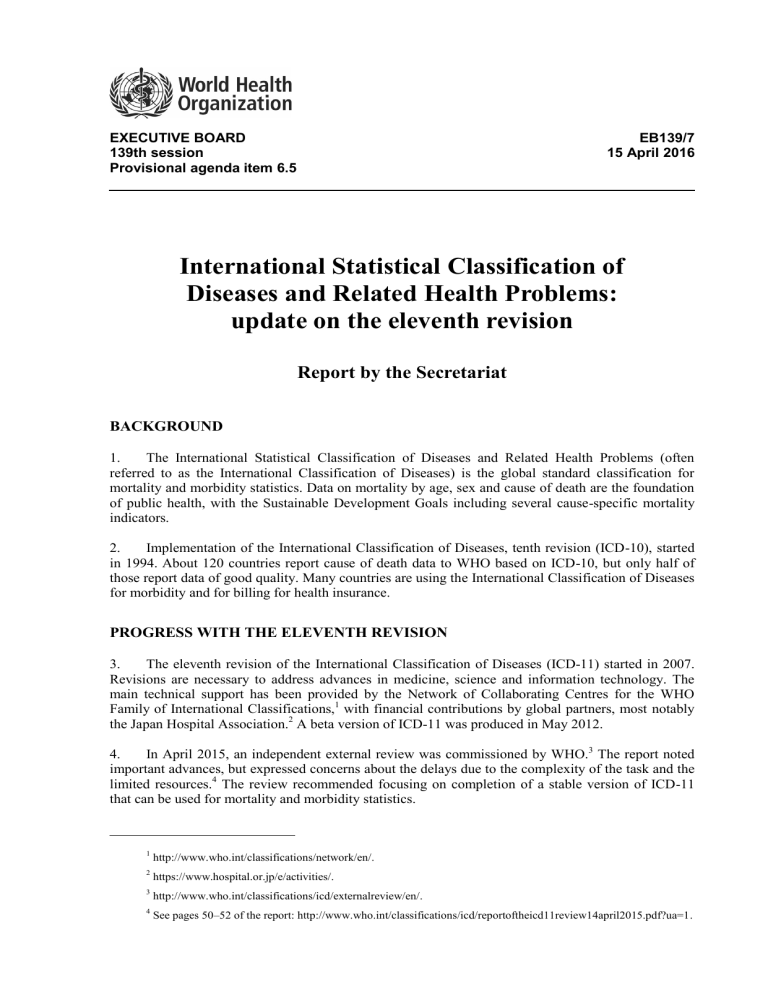 World Health
Organization
EXECUTIVE BOARD EB139/7
139th session 15 April 2016
Provisional agenda item 6.5
International Statistical Classification of
Diseases and Related Health Problems:
update on the eleventh revision
Report by the Secretariat
BACKGROUND
1. The International Statistical Classification of Diseases and Related Health Problems (often
referred to as the International Classification of Diseases) is the global standard classification for
mortality and morbidity statistics. Data on mortality by age, sex and cause of death are the foundation
of public health, with the Sustainable Development Goals including several cause-specific mortality
indicators.
2. Implementation of the International Classification of Diseases, tenth revision (ICD-10), started
in 1994. About 120 countries report cause of death data to WHO based on ICD-10, but only half of
those report data of good quality. Many countries are using the International Classification of Diseases
for morbidity and for billing for health insurance.
PROGRESS WITH THE ELEVENTH REVISION
3. The eleventh revision of the International Classification of Diseases (ICD-11) started in 2007.
Revisions are necessary to address advances in medicine, science and information technology. The
main technical support has been provided by the Network of Collaborating Centres for the WHO
Family of International Classifications,1 with financial contributions by global partners, most notably
the Japan Hospital Association.2 A beta version of ICD-11 was produced in May 2012.
4. In April 2015, an independent external review was commissioned by WHO.3 The report noted
important advances, but expressed concerns about the delays due to the complexity of the task and the
limited resources.4 The review recommended focusing on completion of a stable version of ICD-11
that can be used for mortality and morbidity statistics.
1 http://www.who.int/classifications/network/en/.
2 https://www.hospital.or.jp/e/activities/.
3 http://www.who.int/classifications/icd/externalreview/en/.
4 See pages 50–52 of the report: http://www.who.int/classifications/icd/reportoftheicd11review14april2015.pdf?ua=1.